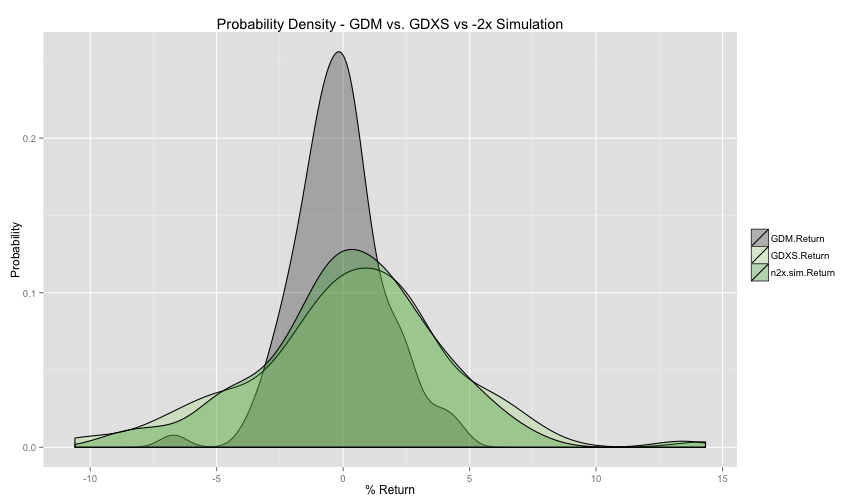 Probability Density - GDM vs. GDXS vs -2x Simulation
Probability
0.2
0.1
0.0
-10
-5
0
5
10
15
% Return
GDM.Return
GDXS.Return
n2x.sim.Return